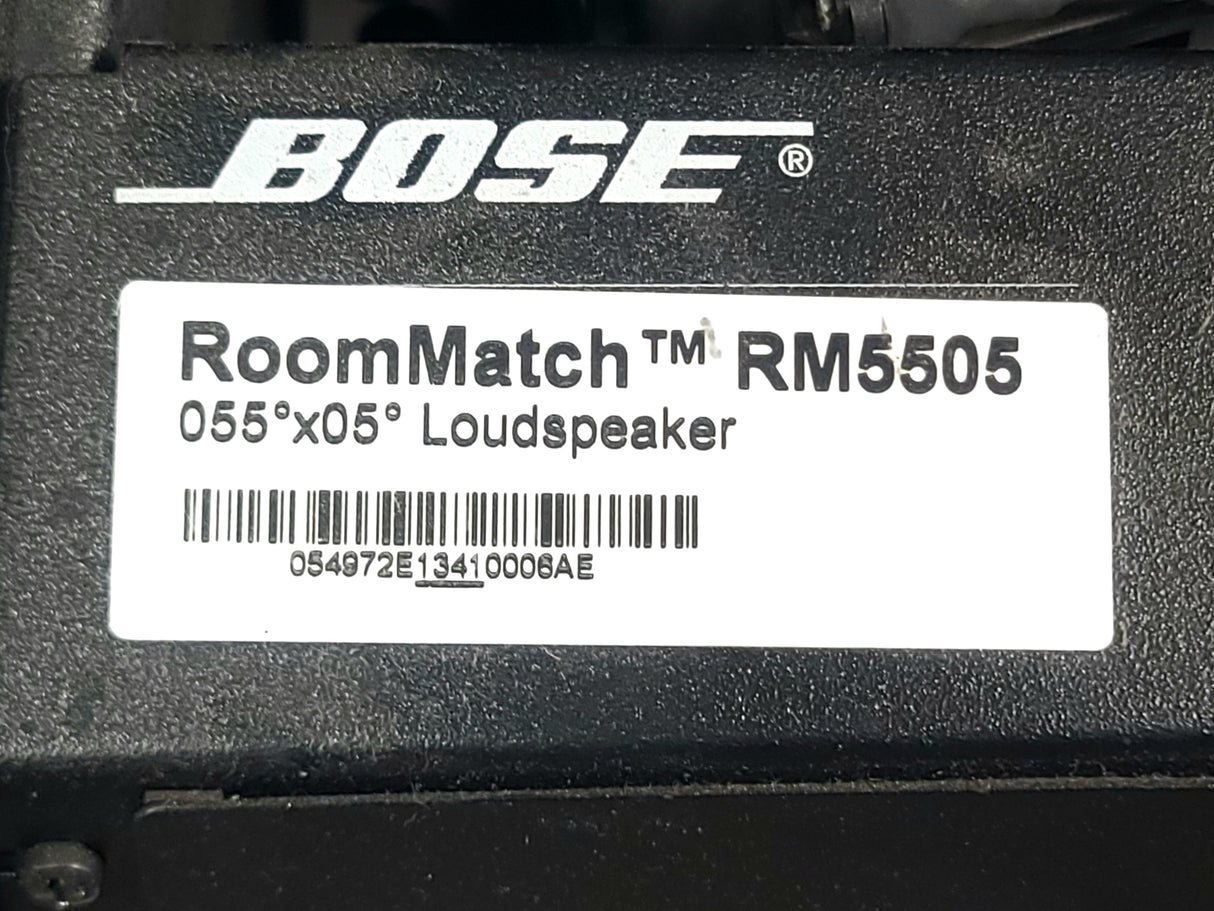 BOSE®
RoomMatch™ RM5505
055°x05° Loudspeaker
054972E13410006AE